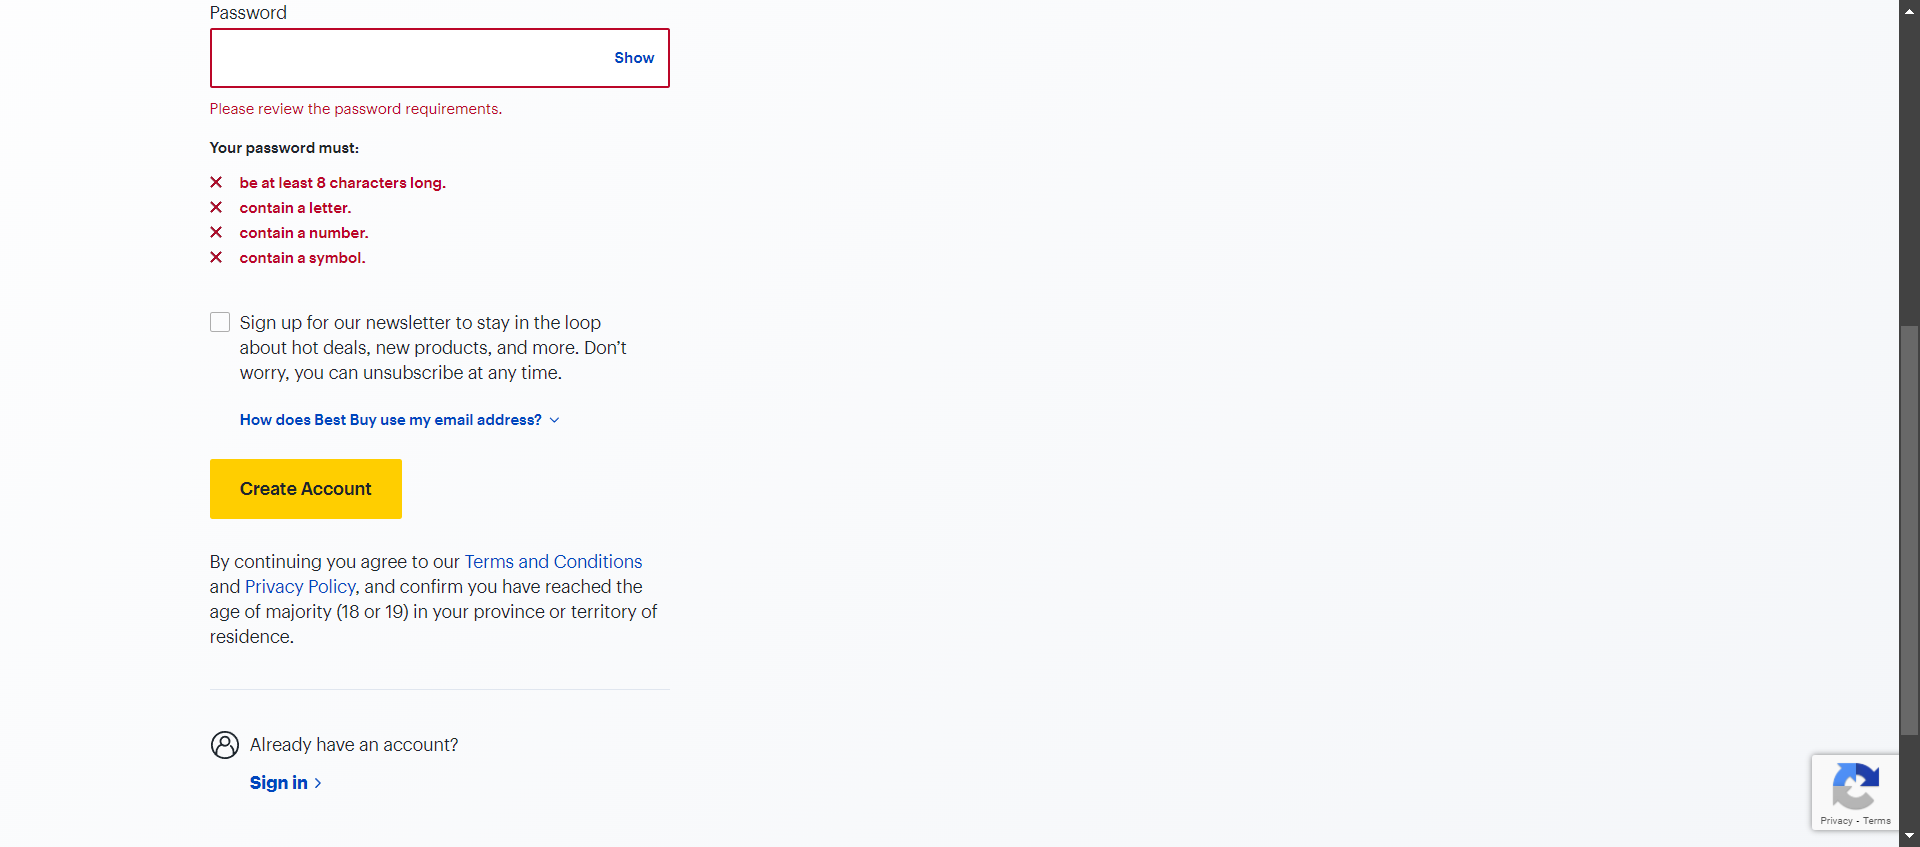 Password
Show
Please review the password requirements.
Your password must:
be at least 8 characters long.
contain a letter.
contain a number.
contain a symbol.
Sign up for our newsletter to stay in the loop
about hot deals, new products, and more. Don’t
worry, you can unsubscribe at any time.
How does Best Buy use my email address?
Create Account
By continuing you agree to our Terms and Conditions
and Privacy Policy, and confirm you have reached the
age of majority (18 or 19) in your province or territory of
residence.
Already have an account?
Sign in
Privacy - Terms